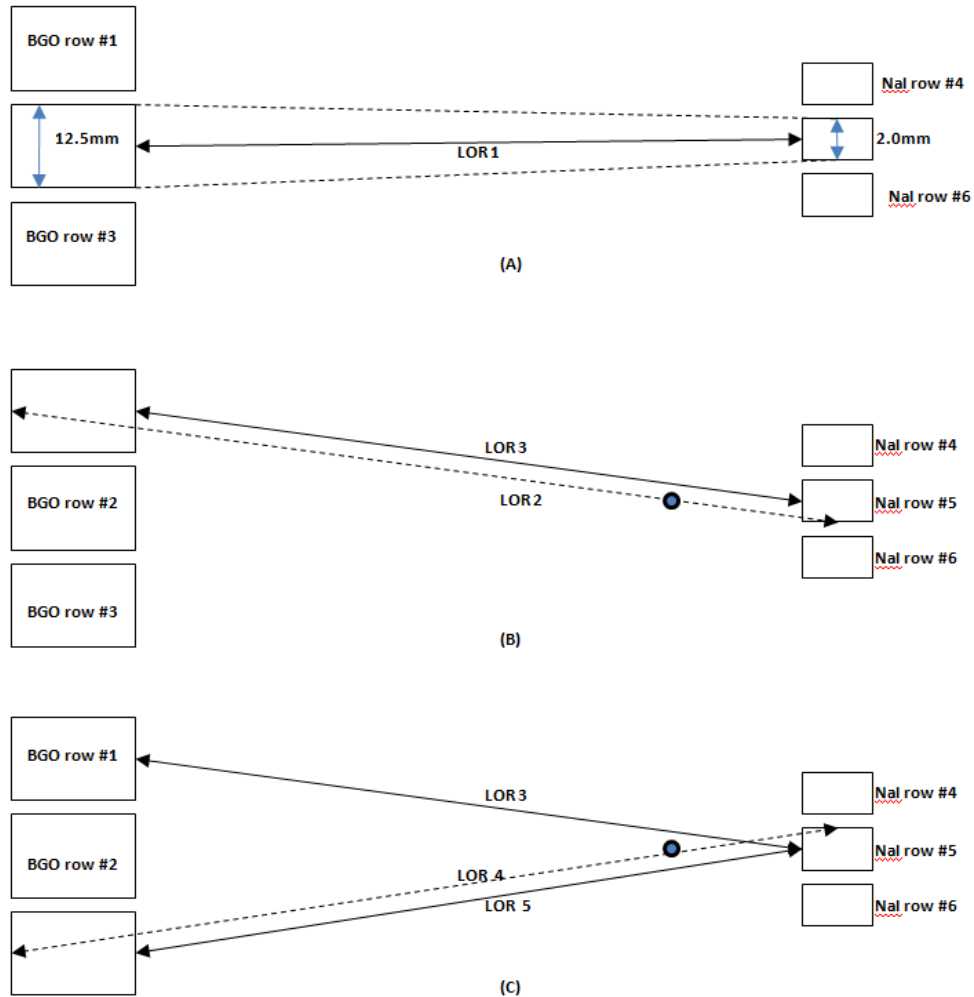 BGO row #1
NaI row #4
12.5mm
LOR 1
2.0mm
NaI row #6
BGO row #3
(A)
NaI row #4
LOR 3
BGO row #2
LOR 2
NaI row #5
NaI row #6
BGO row #3
(B)
BGO row #1
LOR 3
NaI row #4
BGO row #2
NaI row #5
LOR 4
LOR 5
NaI row #6
(C)